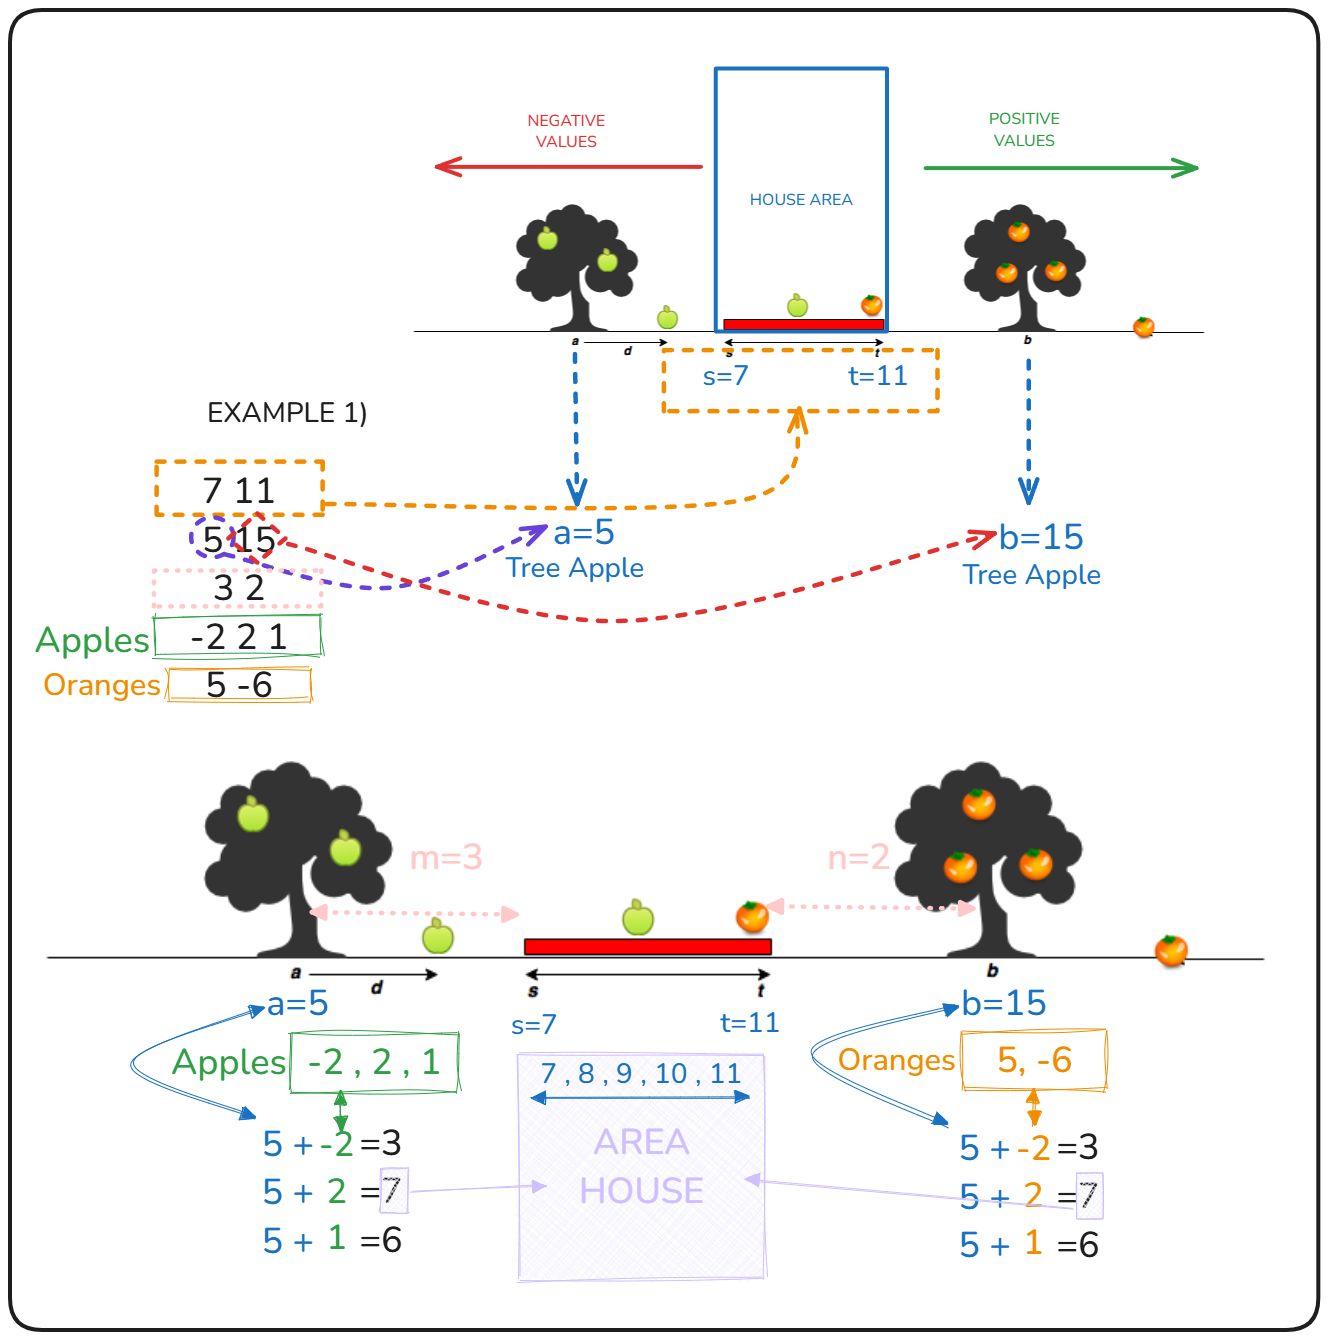 NEGATIVE
VALUES
POSITIVE
VALUES
HOUSE AREA
a
d
s
t
b
s=7
t=11
EXAMPLE 1)
7 11
5 15
3 2
Apples -2 2 1
Oranges 5 -6
a=5
Tree Apple
b=15
Tree Apple
m=3
n=2
a
d
s
t
b
a=5
s=7
t=11
b=15
Apples -2 , 2 , 1
7 , 8 , 9 , 10 , 11
Oranges 5, -6
5 + -2 =3
5 + 2 =7
5 + 1 =6
AREA
HOUSE
5 + -2 =3
5 + 2 =7
5 + 1 =6